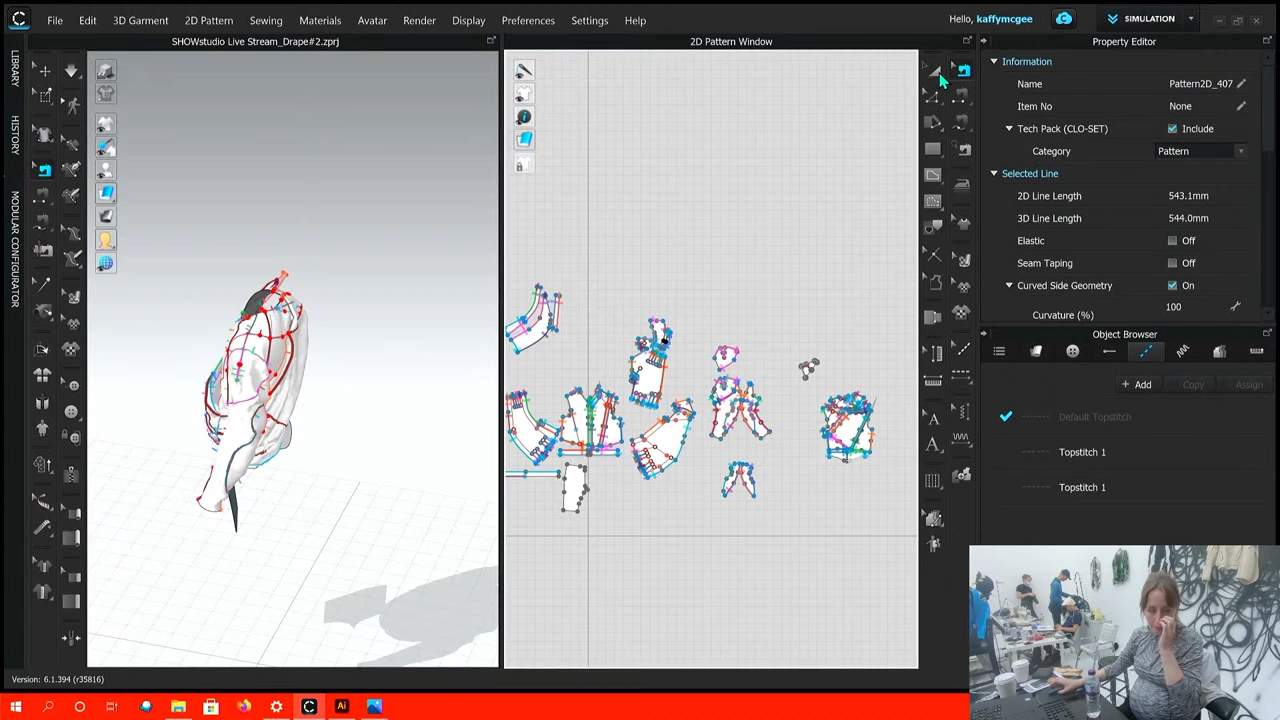 File Edit 3D Garment 2D Pattern Sewing Materials Avatar Render Display Preferences Settings Help
Hello, kaffymcgee
SIMULATION
SHOWstudio Live Stream_Drape#2.zprj
2D Pattern Window
Property Editor
LIBRARY
HISTORY
MODULAR CONFIGURATOR
Information
Name Pattern2D_407
Item No None
Tech Pack (CLO-SET) Include
Category Pattern
Selected Line
2D Line Length 543.1mm
3D Line Length 544.0mm
Elastic Off
Seam Taping Off
Curved Side Geometry On
Curvature (%) 100
Object Browser
+ Add Copy Assign
Default Topstitch
Topstitch 1
Topstitch 1
Version: 6.1.394 (r35816)
Ai